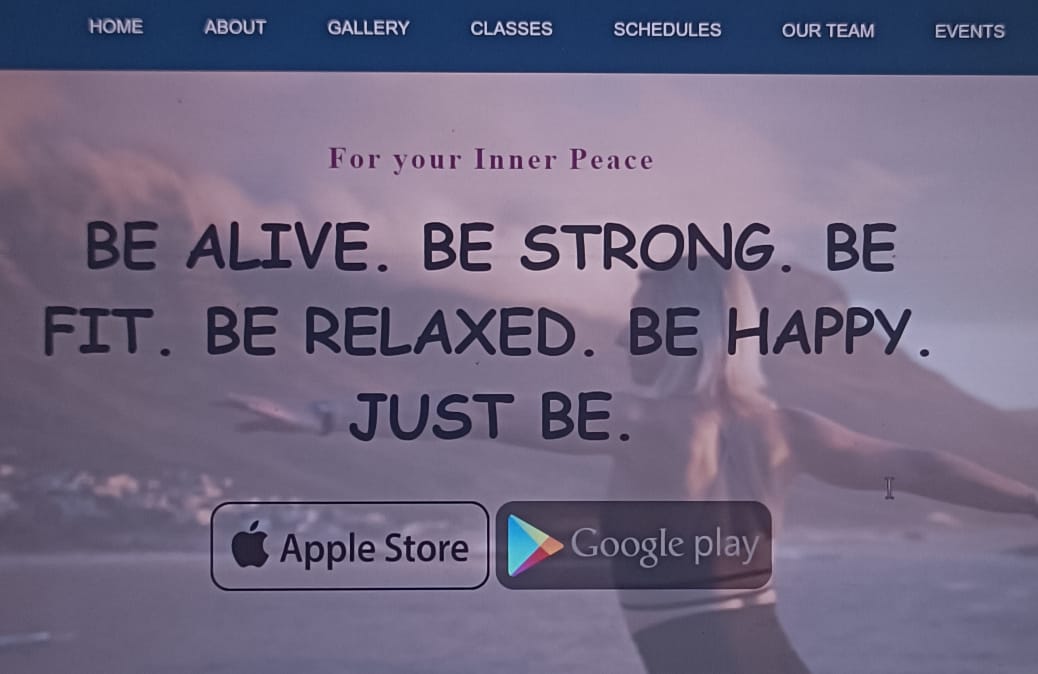 HOME ABOUT GALLERY CLASSES SCHEDULES OUR TEAM EVENTS
For your Inner Peace
BE ALIVE. BE STRONG. BE
FIT. BE RELAXED. BE HAPPY.
JUST BE.
Apple Store Google play